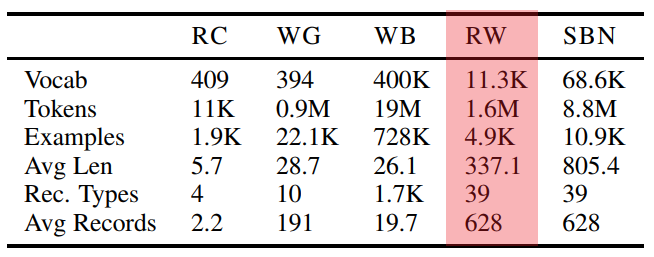 RC WG WB RW SBN
Vocab 409 394 400K 11.3K 68.6K
Tokens 11K 0.9M 19M 1.6M 8.8M
Examples 1.9K 22.1K 728K 4.9K 10.9K
Avg Len 5.7 28.7 26.1 337.1 805.4
Rec. Types 4 10 1.7K 39 39
Avg Records 2.2 191 19.7 628 628